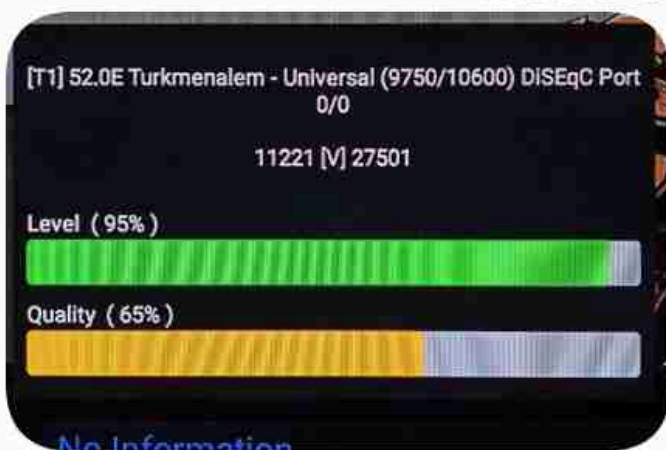 [T1] 52.0E Turkmenalem - Universal (9750/10600) DiSEqC Port
0/0
11221 [V] 27501
Level ( 95% )
Quality ( 65% )
No Information